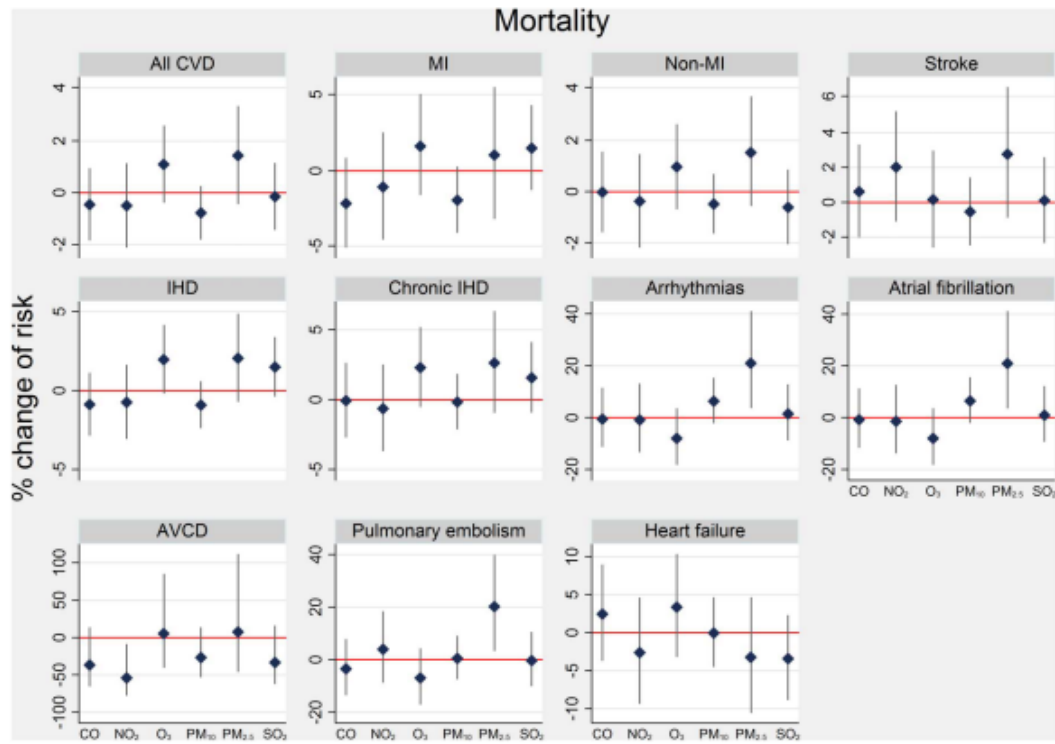 Mortality
All CVD MI Non-MI Stroke
4 2 0 -2
5 0 -5
4 2 0 -2
6 4 2 0 -2
% change of risk
IHD Chronic IHD Arrhythmias Atrial fibrillation
5 0 -5
5 0 -5
40 20 0 -20
40 20 0 -20
CO NO₂ O₃ PM₁₀ PM₂.₅ SO₂
AVCD Pulmonary embolism Heart failure
100 50 0 -50 -100
40 20 0 -20
10 5 0 -5 -10
CO NO₂ O₃ PM₁₀ PM₂.₅ SO₂ CO NO₂ O₃ PM₁₀ PM₂.₅ SO₂ CO NO₂ O₃ PM₁₀ PM₂.₅ SO₂